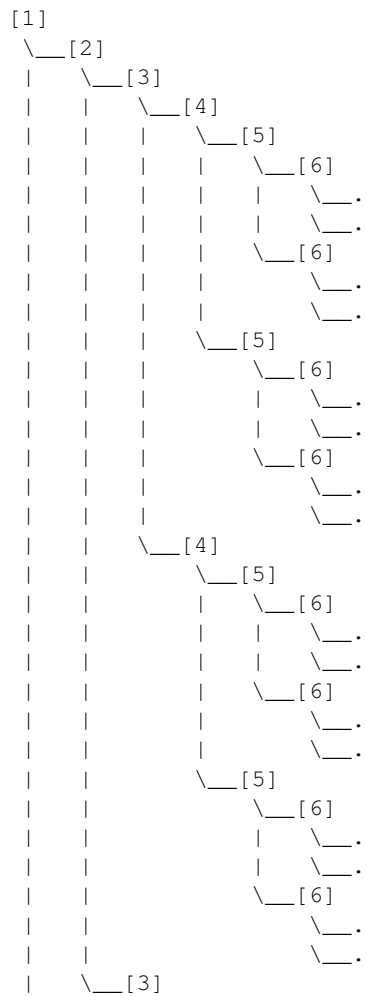 [1]
 \__[2]
 |   \__[3]
 |   |   \__[4]
 |   |   |   \__[5]
 |   |   |   |   \__[6]
 |   |   |   |   |   \__.
 |   |   |   |   |   \__.
 |   |   |   |   \__[6]
 |   |   |   |       \__.
 |   |   |   |       \__.
 |   |   |   \__[5]
 |   |   |       \__[6]
 |   |   |       |   \__.
 |   |   |       |   \__.
 |   |   |       \__[6]
 |   |   |           \__.
 |   |   |           \__.
 |   |   \__[4]
 |   |       \__[5]
 |   |       |   \__[6]
 |   |       |   |   \__.
 |   |       |   |   \__.
 |   |       |   \__[6]
 |   |       |       \__.
 |   |       |       \__.
 |   |       \__[5]
 |   |           \__[6]
 |   |           |   \__.
 |   |           |   \__.
 |   |           \__[6]
 |   |               \__.
 |   |               \__.
 |   \__[3]